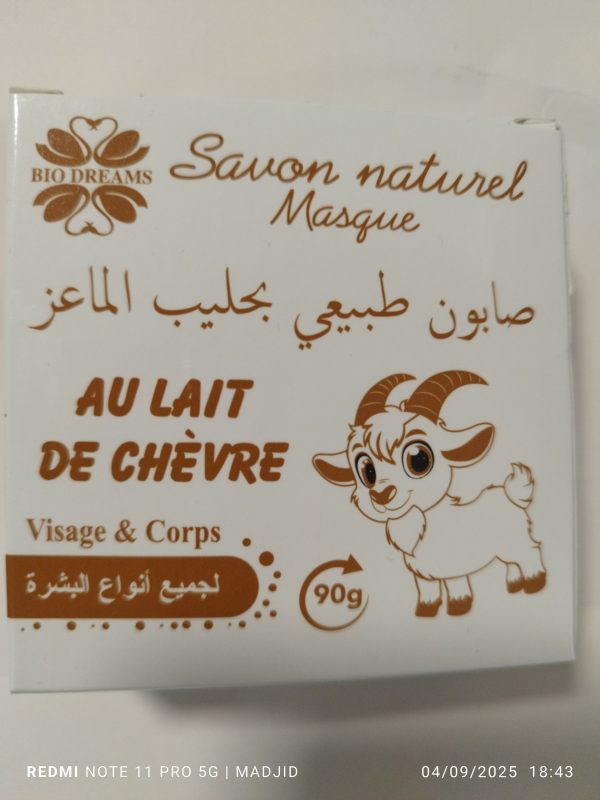 BIO DREAMS
Savon naturel
Masque
صابون طبيعي بحليب الماعز
AU LAIT
DE CHÈVRE
Visage & Corps
لجميع أنواع البشرة
90g
REDMI NOTE 11 PRO 5G | MADJID
04/09/2025 18:43